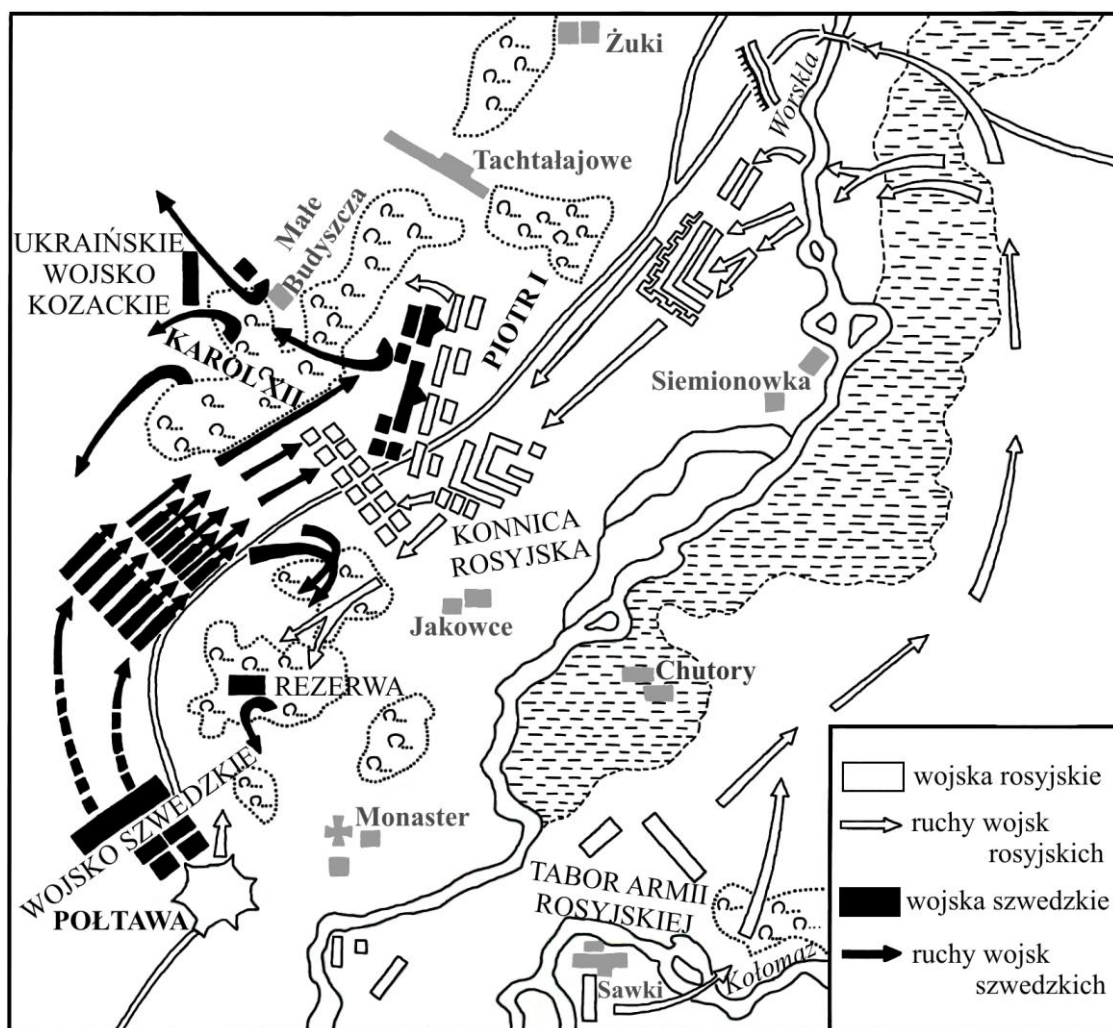 Żuki
Worskla
Tachtałajowe
Małe
Budyszcza
UKRAIŃSKIE
WOJSKO
KOZACKIE
PIOTR I
KAROL XII
Siemionowka
KONNICA
ROSYJSKA
Jakowce
REZERWA
Chutory
WOJSKO SZWEDZKIE
Monaster
POŁTAWA
TABOR ARMII
ROSYJSKIEJ
Kołomaż
Sawki
wojska rosyjskie
ruchy wojsk
rosyjskich
wojska szwedzkie
ruchy wojsk
szwedzkich